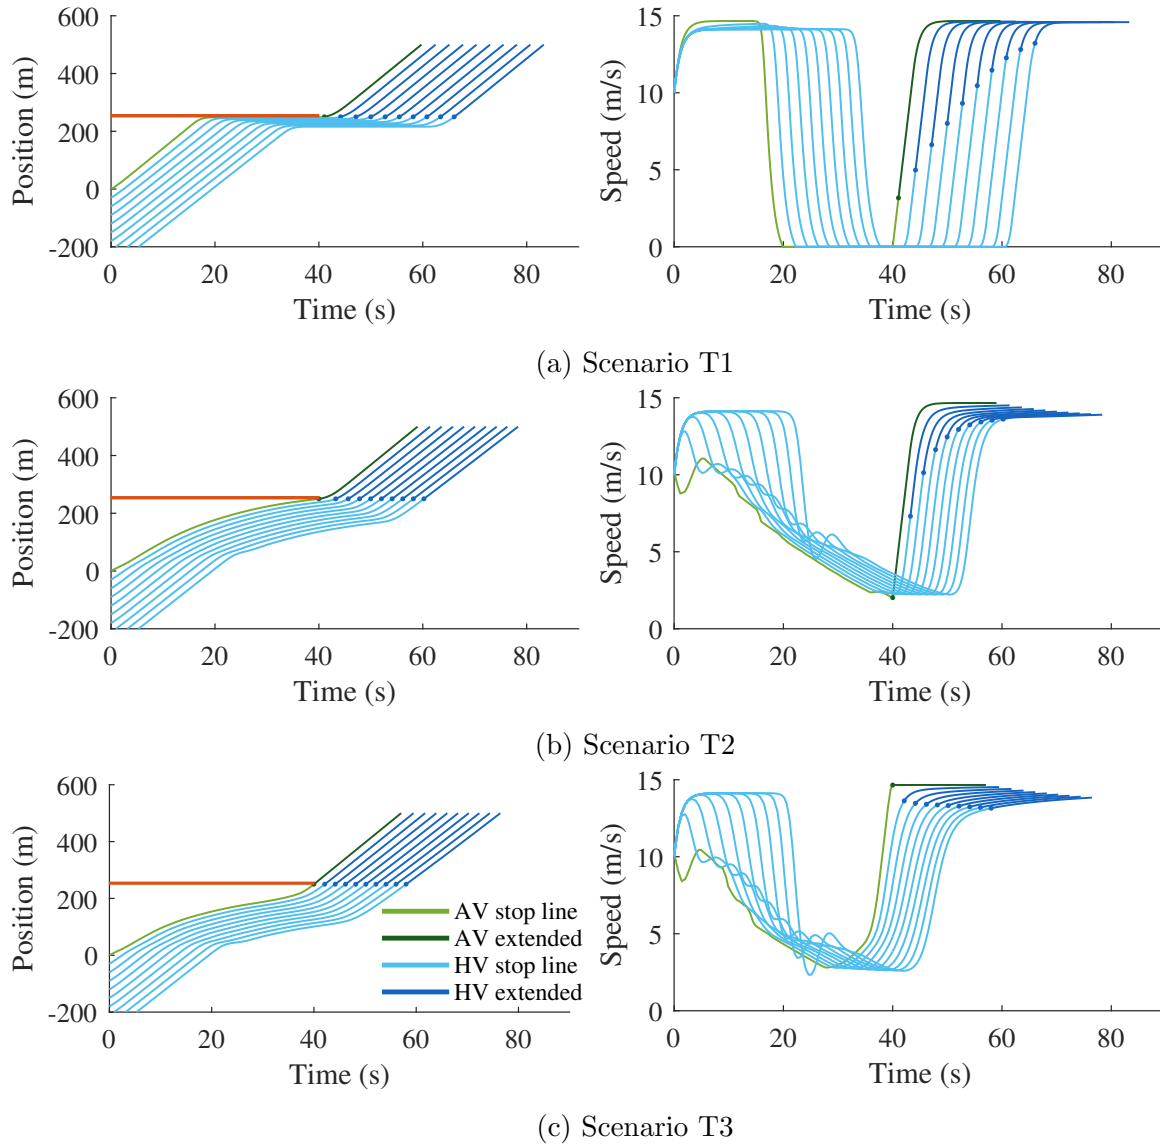 600
400
200
0
-200
Position (m)
0 20 40 60 80
Time (s)
15
10
5
0
Speed (m/s)
0 20 40 60 80
Time (s)
(a) Scenario T1
600
400
200
0
-200
Position (m)
0 20 40 60 80
Time (s)
15
10
5
0
Speed (m/s)
0 20 40 60 80
Time (s)
(b) Scenario T2
600
400
200
0
-200
Position (m)
0 20 40 60 80
Time (s)
AV stop line
AV extended
HV stop line
HV extended
15
10
5
0
Speed (m/s)
0 20 40 60 80
Time (s)
(c) Scenario T3